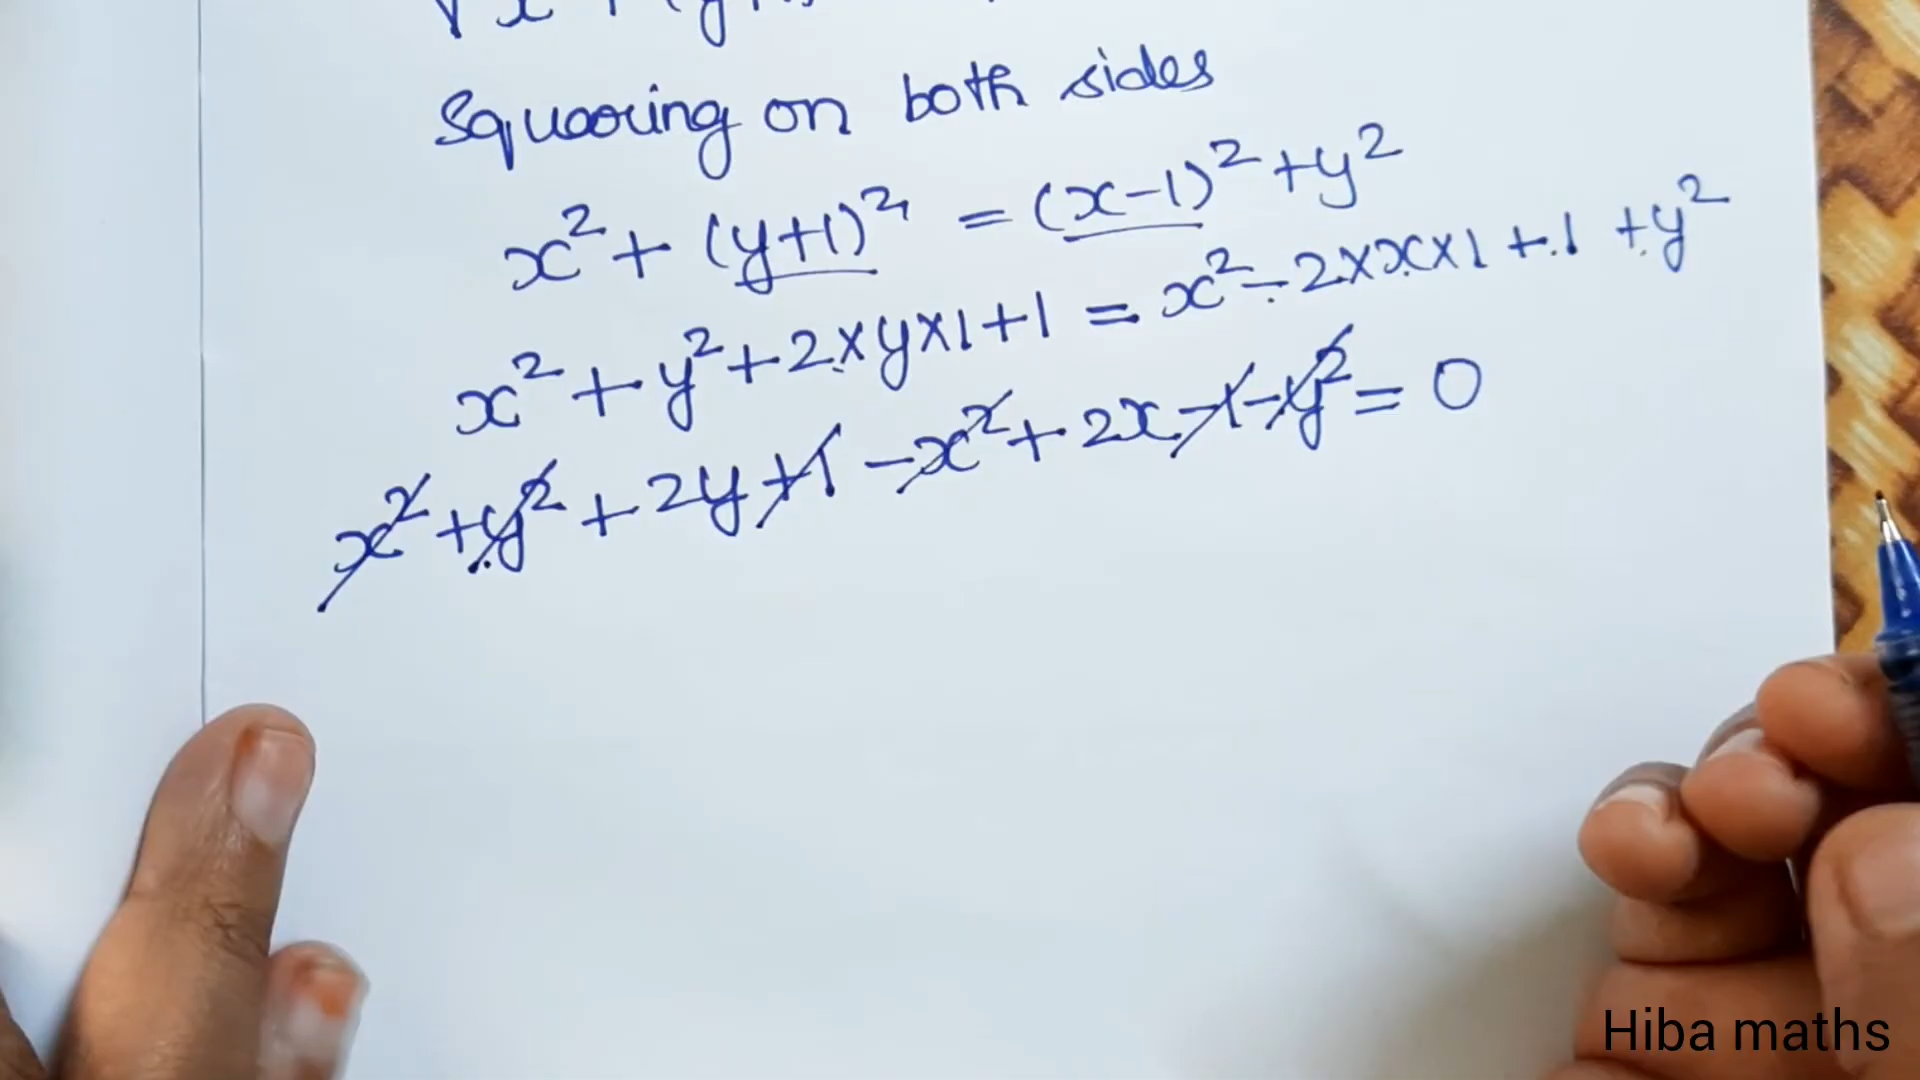 Squaring on both sides
x² + (y+1)² = (x-1)² + y²
x² + y² + 2×y×1+1 = x² - 2×x×1 + 1 + y²
x² + y² + 2y + 1 - x² + 2x - 1 - y² = 0
Hiba maths